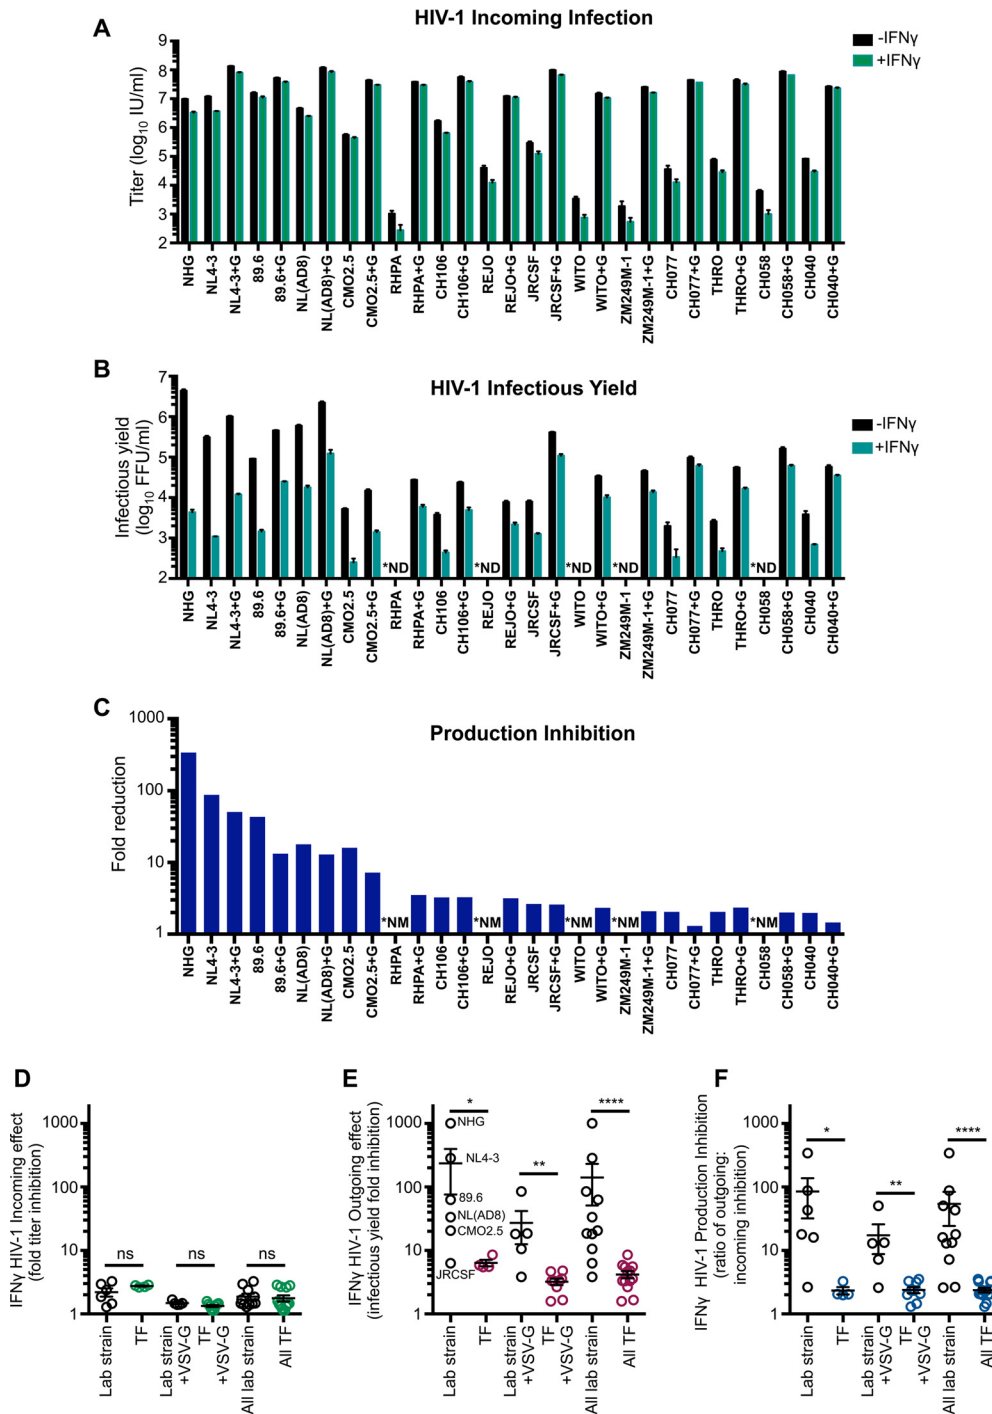 A
HIV-1 Incoming Infection
-IFNγ
+IFNγ
Titer (log10 IU/ml)
9
8
7
6
5
4
3
2
NHG
NL4-3
NL4-3+G
89.6
89.6+G
NL(AD8)
NL(AD8)+G
CMO2.5
CMO2.5+G
RHPA
RHPA+G
CH106
CH106+G
REJO
REJO+G
JRCSF
JRCSF+G
WITO
WITO+G
ZM249M-1
ZM249M-1+G
CH077
CH077+G
THRO
THRO+G
CH058
CH058+G
CH040
CH040+G
B
HIV-1 Infectious Yield
-IFNγ
+IFNγ
Infectious yield
(log10 FFU/ml)
7
6
5
4
3
2
*ND
*ND
*ND
*ND
*ND
NHG
NL4-3
NL4-3+G
89.6
89.6+G
NL(AD8)
NL(AD8)+G
CMO2.5
CMO2.5+G
RHPA
RHPA+G
CH106
CH106+G
REJO
REJO+G
JRCSF
JRCSF+G
WITO
WITO+G
ZM249M-1
ZM249M-1+G
CH077
CH077+G
THRO
THRO+G
CH058
CH058+G
CH040
CH040+G
C
Production Inhibition
Fold reduction
1000
100
10
1
*NM
*NM
*NM
*NM
*NM
NHG
NL4-3
NL4-3+G
89.6
89.6+G
NL(AD8)
NL(AD8)+G
CMO2.5
CMO2.5+G
RHPA
RHPA+G
CH106
CH106+G
REJO
REJO+G
JRCSF
JRCSF+G
WITO
WITO+G
ZM249M-1
ZM249M-1+G
CH077
CH077+G
THRO
THRO+G
CH058
CH058+G
CH040
CH040+G
D
IFNγ HIV-1 Incoming effect
(fold titer inhibition)
1000
100
10
1
ns
ns
ns
Lab strain
TF
Lab strain
+VSV-G
TF
+VSV-G
All lab strain
All TF
E
IFNγ HIV-1 Outgoing effect
(infectious yield fold inhibition)
1000
100
10
1
*
**
****
NHG
NL4-3
89.6
NL(AD8)
CMO2.5
JRCSF
Lab strain
TF
Lab strain
+VSV-G
TF
+VSV-G
All lab strain
All TF
F
IFNγ HIV-1 Production Inhibition
(ratio of outgoing:
incoming inhibition)
1000
100
10
1
*
**
****
Lab strain
TF
Lab strain
+VSV-G
TF
+VSV-G
All lab strain
All TF